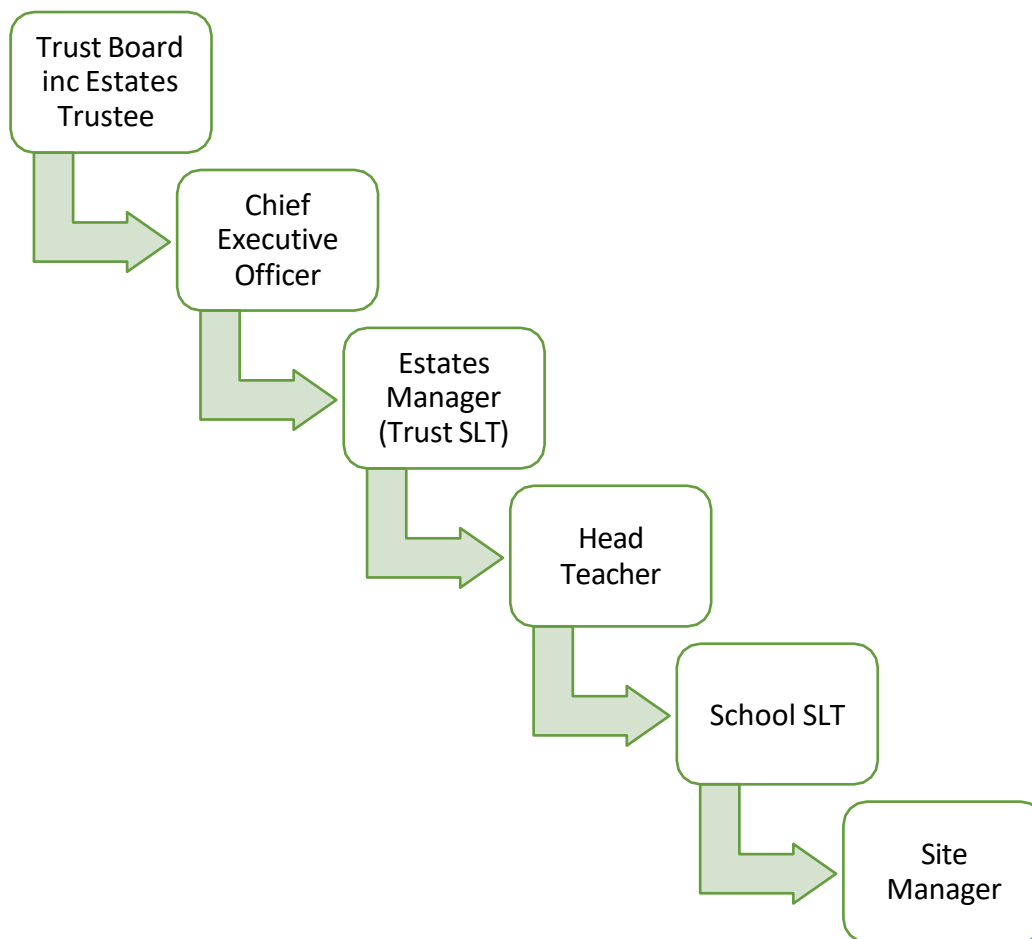 Trust Board
inc Estates
Trustee
Chief
Executive
Officer
Estates
Manager
(Trust SLT)
Head
Teacher
School SLT
Site
Manager